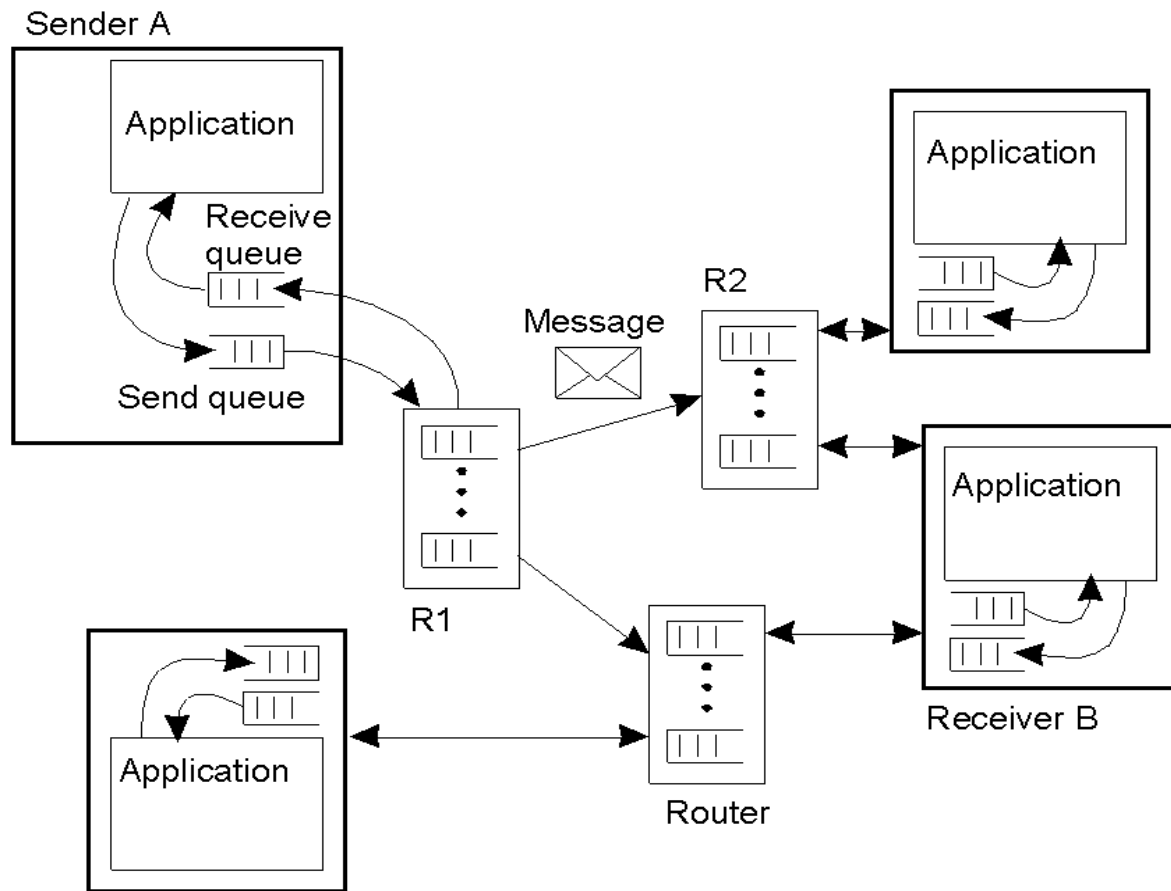 Sender A
Application
Receive
queue
Send queue
Message
R2
Application
R1
Application
Receiver B
Application
Router